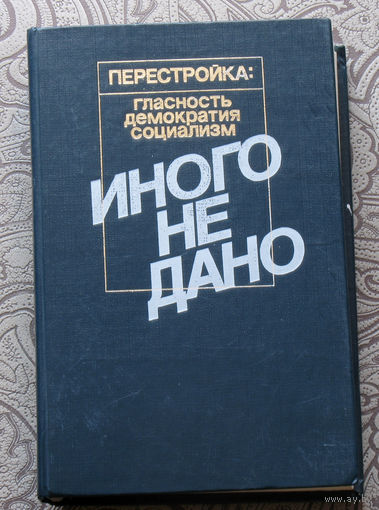 ПЕРЕСТРОЙКА:
ГЛАСНОСТЬ
ДЕМОКРАТИЯ
СОЦИАЛИЗМ
ИНОГО
НЕ
ДАНО